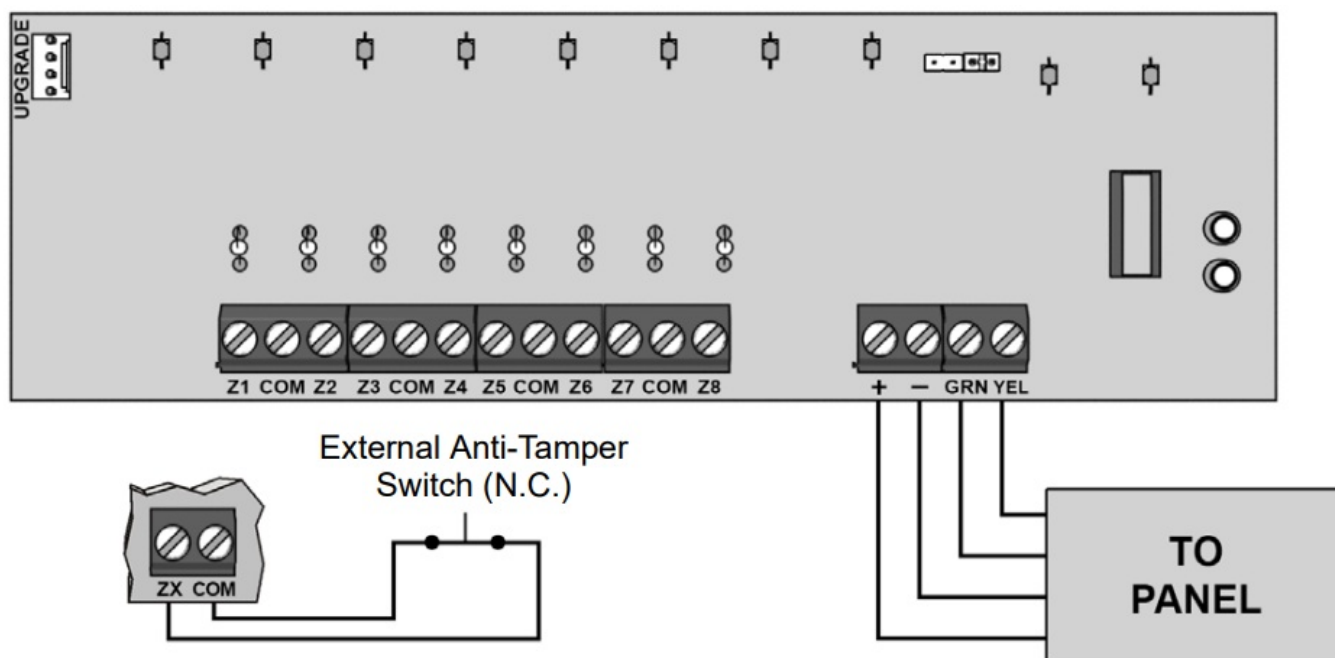 UPGRADE
Z1 COM Z2 Z3 COM Z4 Z5 COM Z6 Z7 COM Z8
+ − GRN YEL
External Anti-Tamper
Switch (N.C.)
ZX COM
TO
PANEL